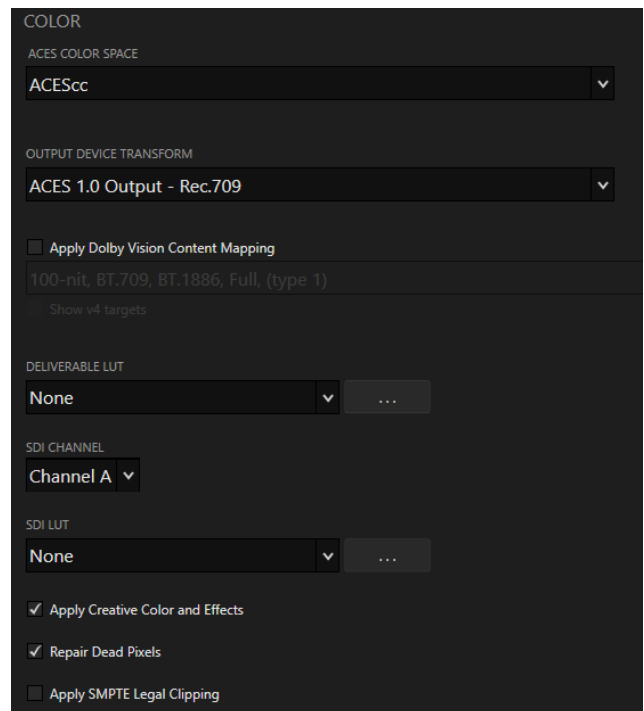 COLOR
ACES COLOR SPACE
ACEScc
OUTPUT DEVICE TRANSFORM
ACES 1.0 Output - Rec.709
Apply Dolby Vision Content Mapping
100-nit, BT.709, BT.1886, Full, (type 1)
Show v4 targets
DELIVERABLE LUT
None
...
SDI CHANNEL
Channel A
SDI LUT
None
...
Apply Creative Color and Effects
Repair Dead Pixels
Apply SMPTE Legal Clipping